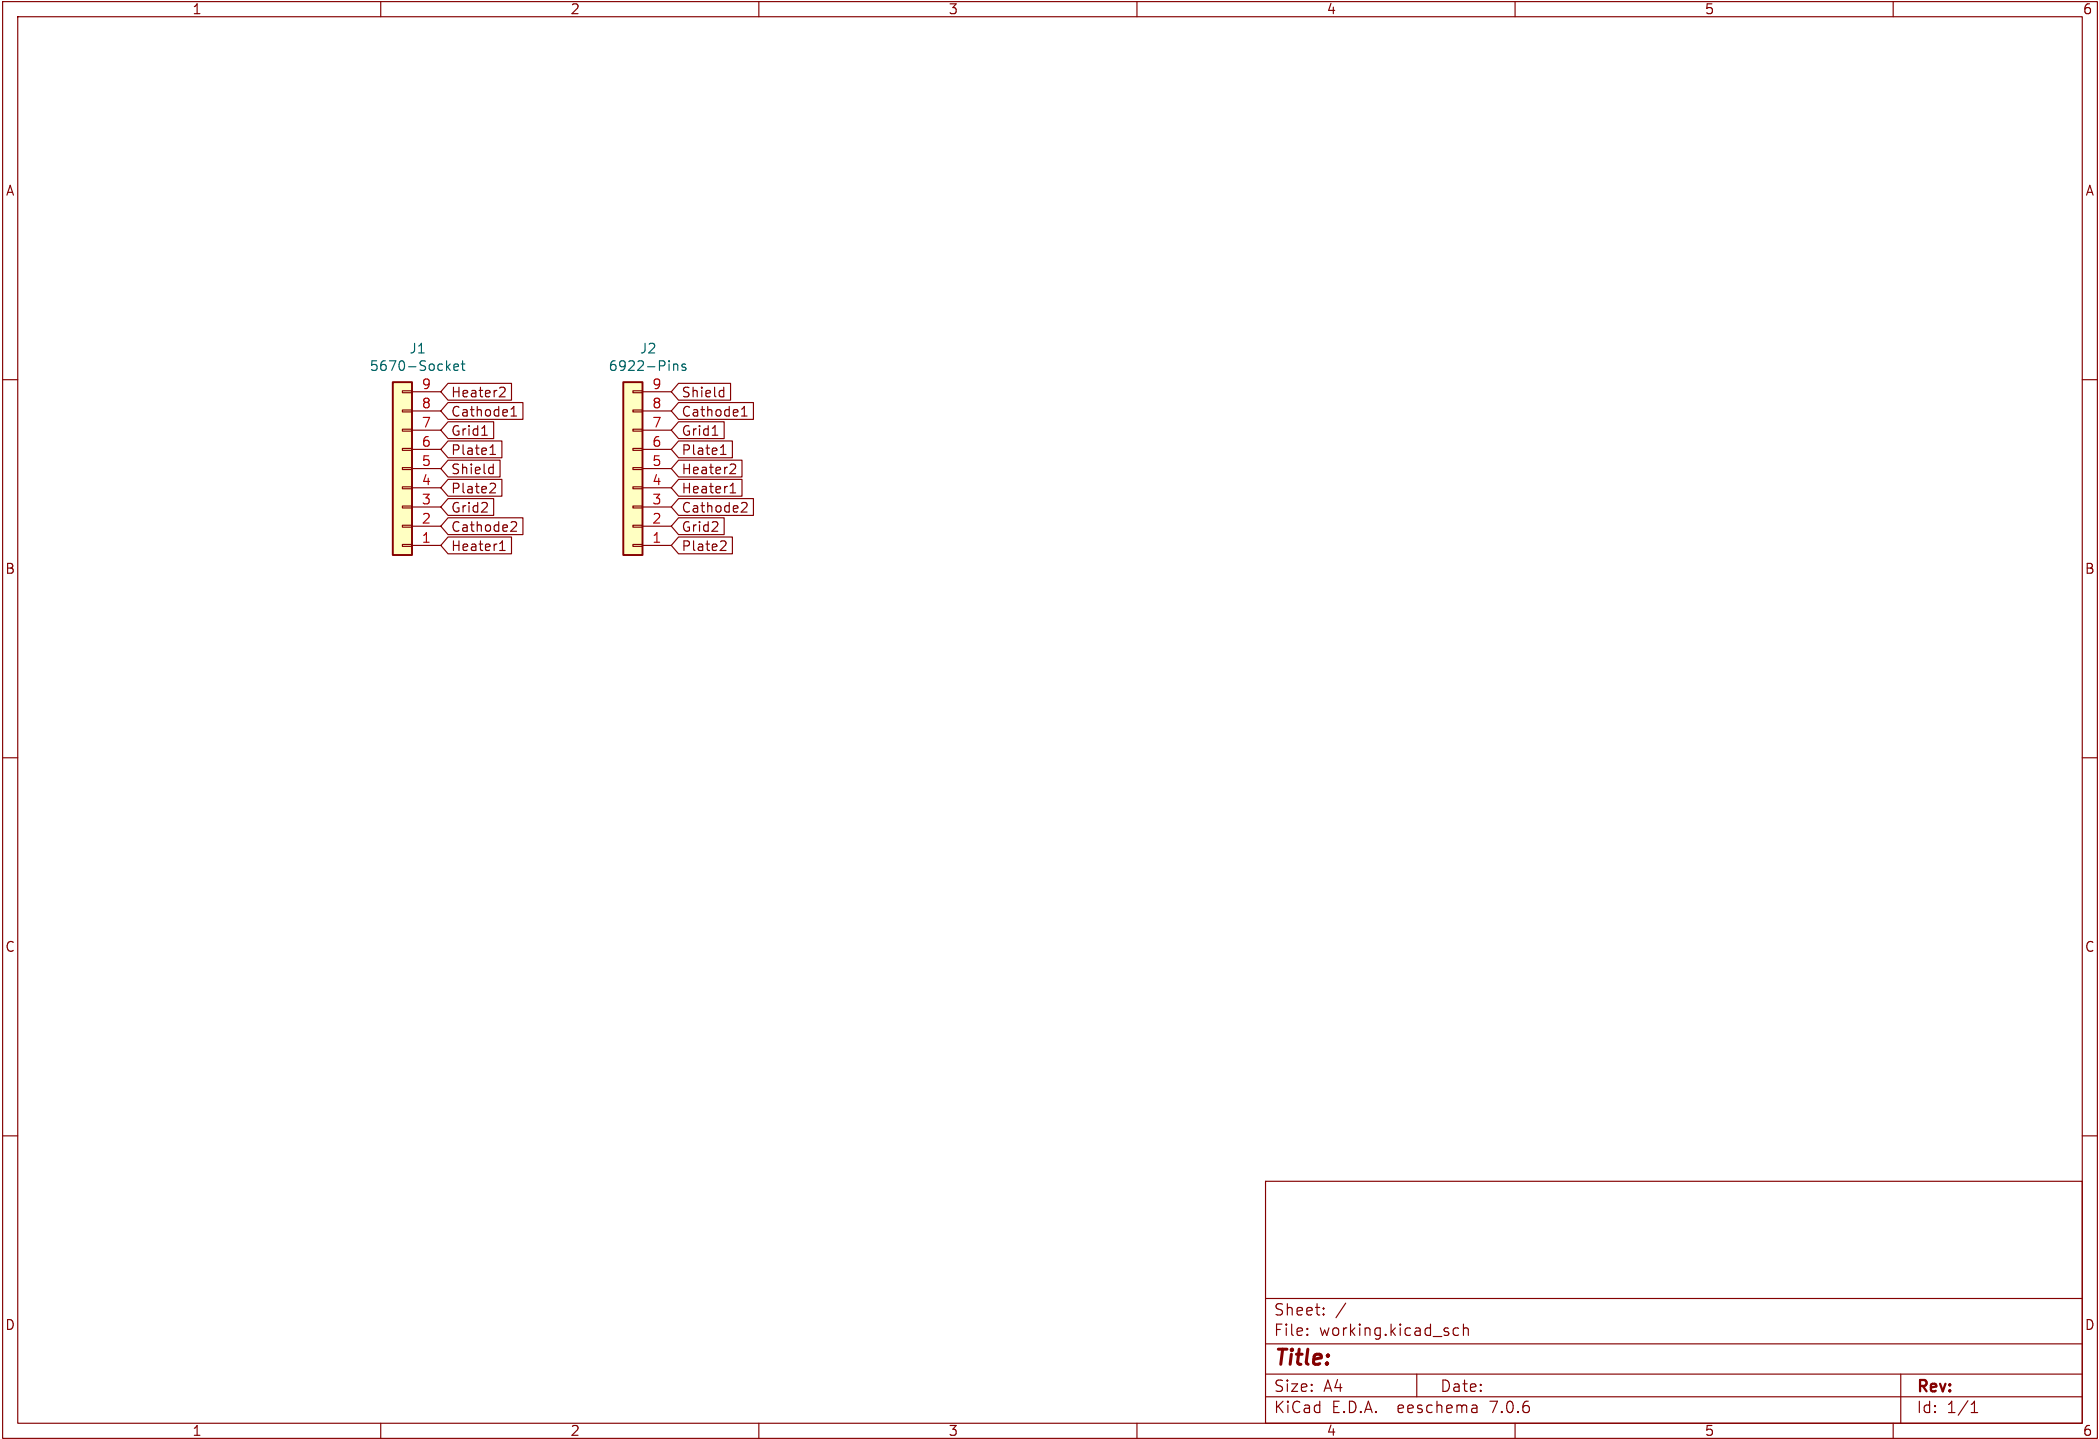 1 2 3 4 5 6
A A
J1
5670-Socket
9 Heater2
8 Cathode1
7 Grid1
6 Plate1
5 Shield
4 Plate2
3 Grid2
2 Cathode2
1 Heater1
J2
6922-Pins
9 Shield
8 Cathode1
7 Grid1
6 Plate1
5 Heater2
4 Heater1
3 Cathode2
2 Grid2
1 Plate2
B B
C C
Sheet: /
File: working.kicad_sch
D D
Title:
Size: A4 Date: Rev:
KiCad E.D.A. eeschema 7.0.6 Id: 1/1
1 2 3 4 5 6